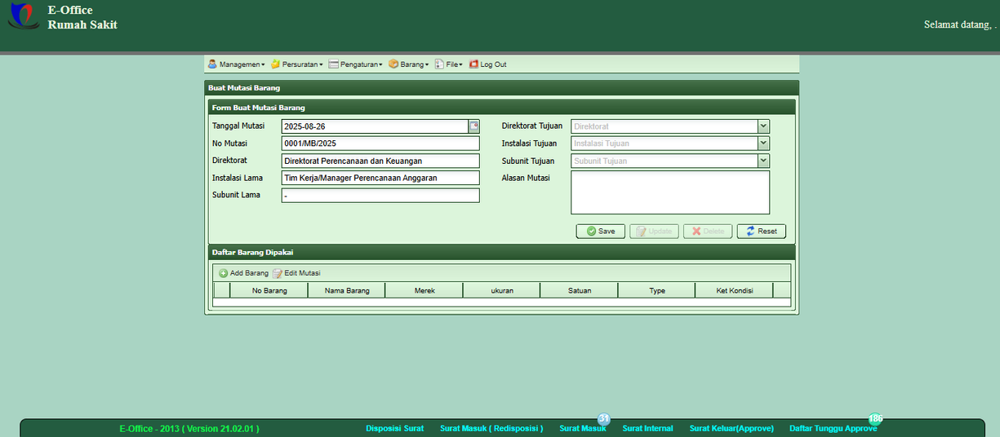 E-Office
Rumah Sakit
Selamat datang, .
Managemen Persuratan Pengaturan Barang File Log Out
Buat Mutasi Barang
Form Buat Mutasi Barang
Tanggal Mutasi 2025-08-26 Direktorat Tujuan Direktorat
No Mutasi 0001/MB/2025 Instalasi Tujuan Instalasi Tujuan
Direktorat Direktorat Perencanaan dan Keuangan Subunit Tujuan Subunit Tujuan
Instalasi Lama Tim Kerja/Manager Perencanaan Anggaran Alasan Mutasi
Subunit Lama -
Save Update Delete Reset
Daftar Barang Dipakai
Add Barang Edit Mutasi
No Barang Nama Barang Merek ukuran Satuan Type Ket Kondisi
31 186
E-Office - 2013 ( Version 21.02.01 ) Disposisi Surat Surat Masuk ( Redisposisi ) Surat Masuk Surat Internal Surat Keluar(Approve) Daftar Tunggu Approve